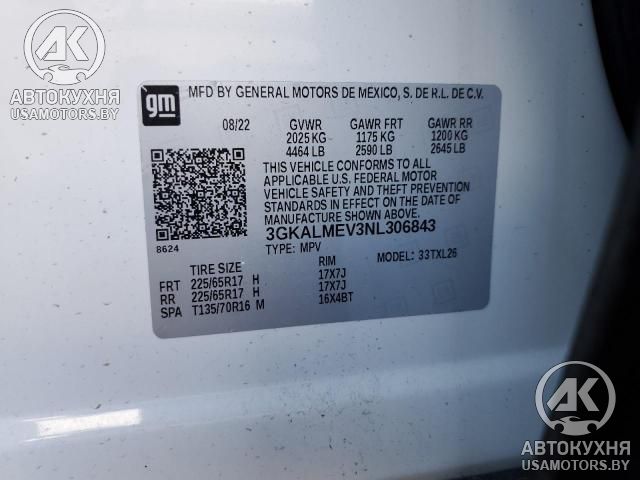 AK
АВТОКУХНЯ
USAMOTORS.BY
gm
MFD BY GENERAL MOTORS DE MEXICO, S. DE R.L. DE C.V.
08/22 GVWR GAWR FRT GAWR RR
2025 KG 1175 KG 1200 KG
4464 LB 2590 LB 2645 LB
THIS VEHICLE CONFORMS TO ALL
APPLICABLE U.S. FEDERAL MOTOR
VEHICLE SAFETY AND THEFT PREVENTION
STANDARDS IN EFFECT ON THE DATE OF
MANUFACTURE SHOWN ABOVE.
3GKALMEV3NL306843
8624 TYPE: MPV MODEL: 33TXL26
TIRE SIZE RIM
FRT 225/65R17 H 17X7J
RR 225/65R17 H 17X7J
SPA T135/70R16 M 16X4BT
AK
АВТОКУХНЯ
USAMOTORS.BY